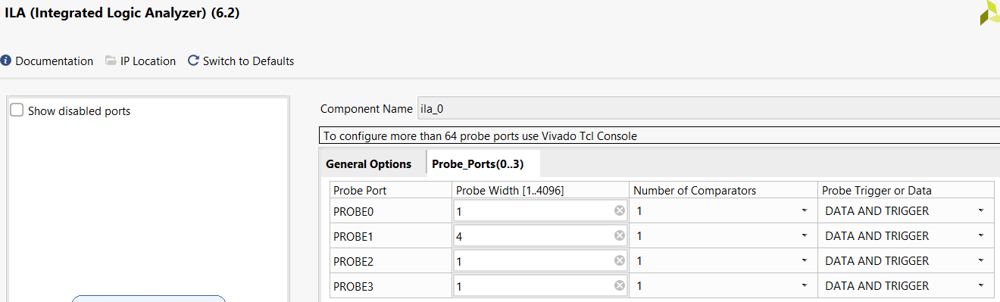 ILA (Integrated Logic Analyzer) (6.2)
Documentation IP Location Switch to Defaults
Show disabled ports
Component Name ila_0
To configure more than 64 probe ports use Vivado Tcl Console
General Options Probe_Ports(0..3)
Probe Port Probe Width [1..4096] Number of Comparators Probe Trigger or Data
PROBE0 1 1 DATA AND TRIGGER
PROBE1 4 1 DATA AND TRIGGER
PROBE2 1 1 DATA AND TRIGGER
PROBE3 1 1 DATA AND TRIGGER